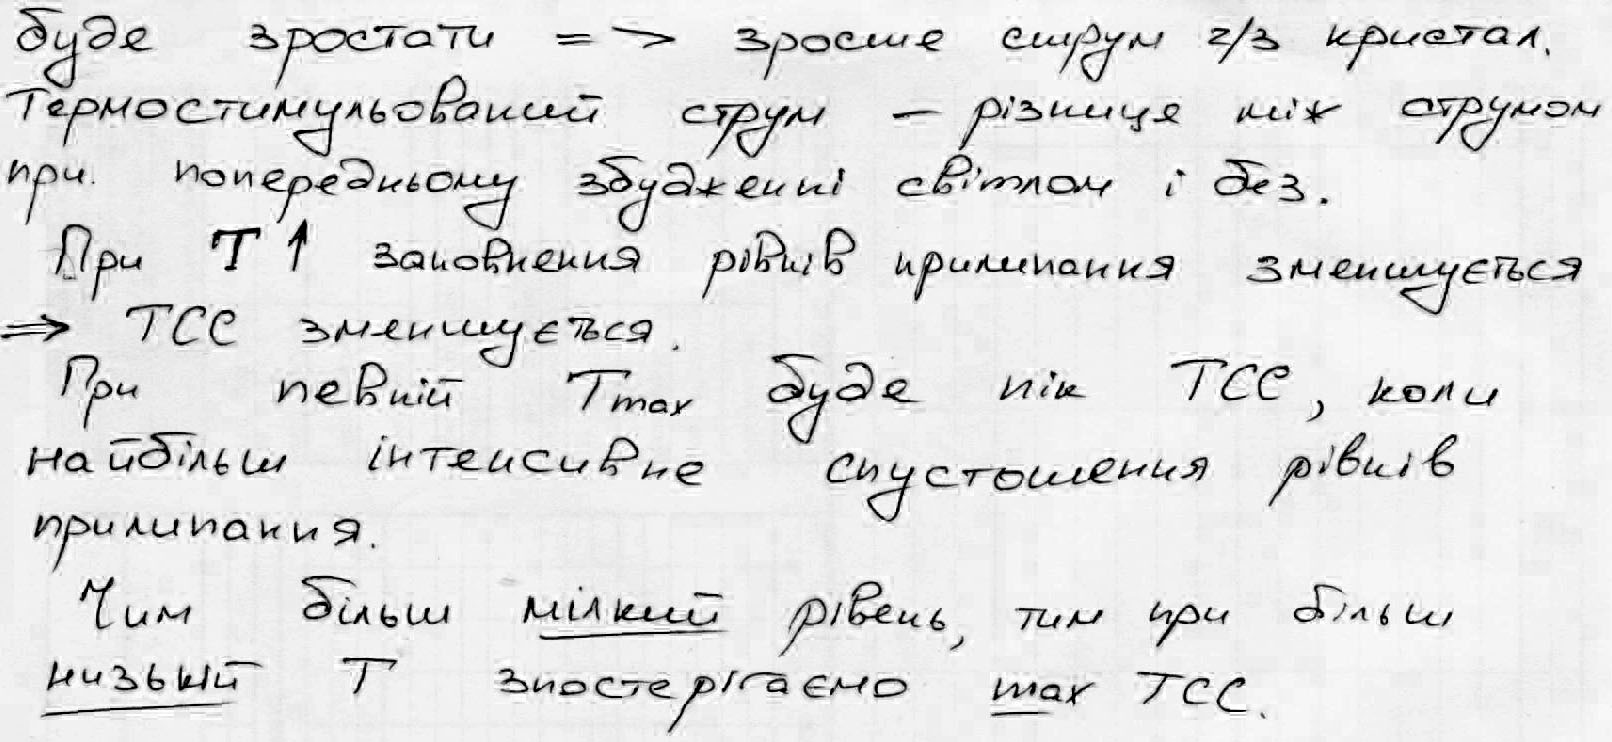 буде зростати => зросте струм ч/з кристал.
Термостимульований струм – різниця між струмом
при попередньому збудженні світлом і без.
При T↑ заповнення рівнів прилипання зменшується
⇒ ТСС зменшується.
При певній Tmax буде пік ТСС, коли
найбільш інтенсивне спустошення рівнів
прилипання.
Чим більш мілкий рівень, тим при більш
низькій T спостерігаємо max ТСС.